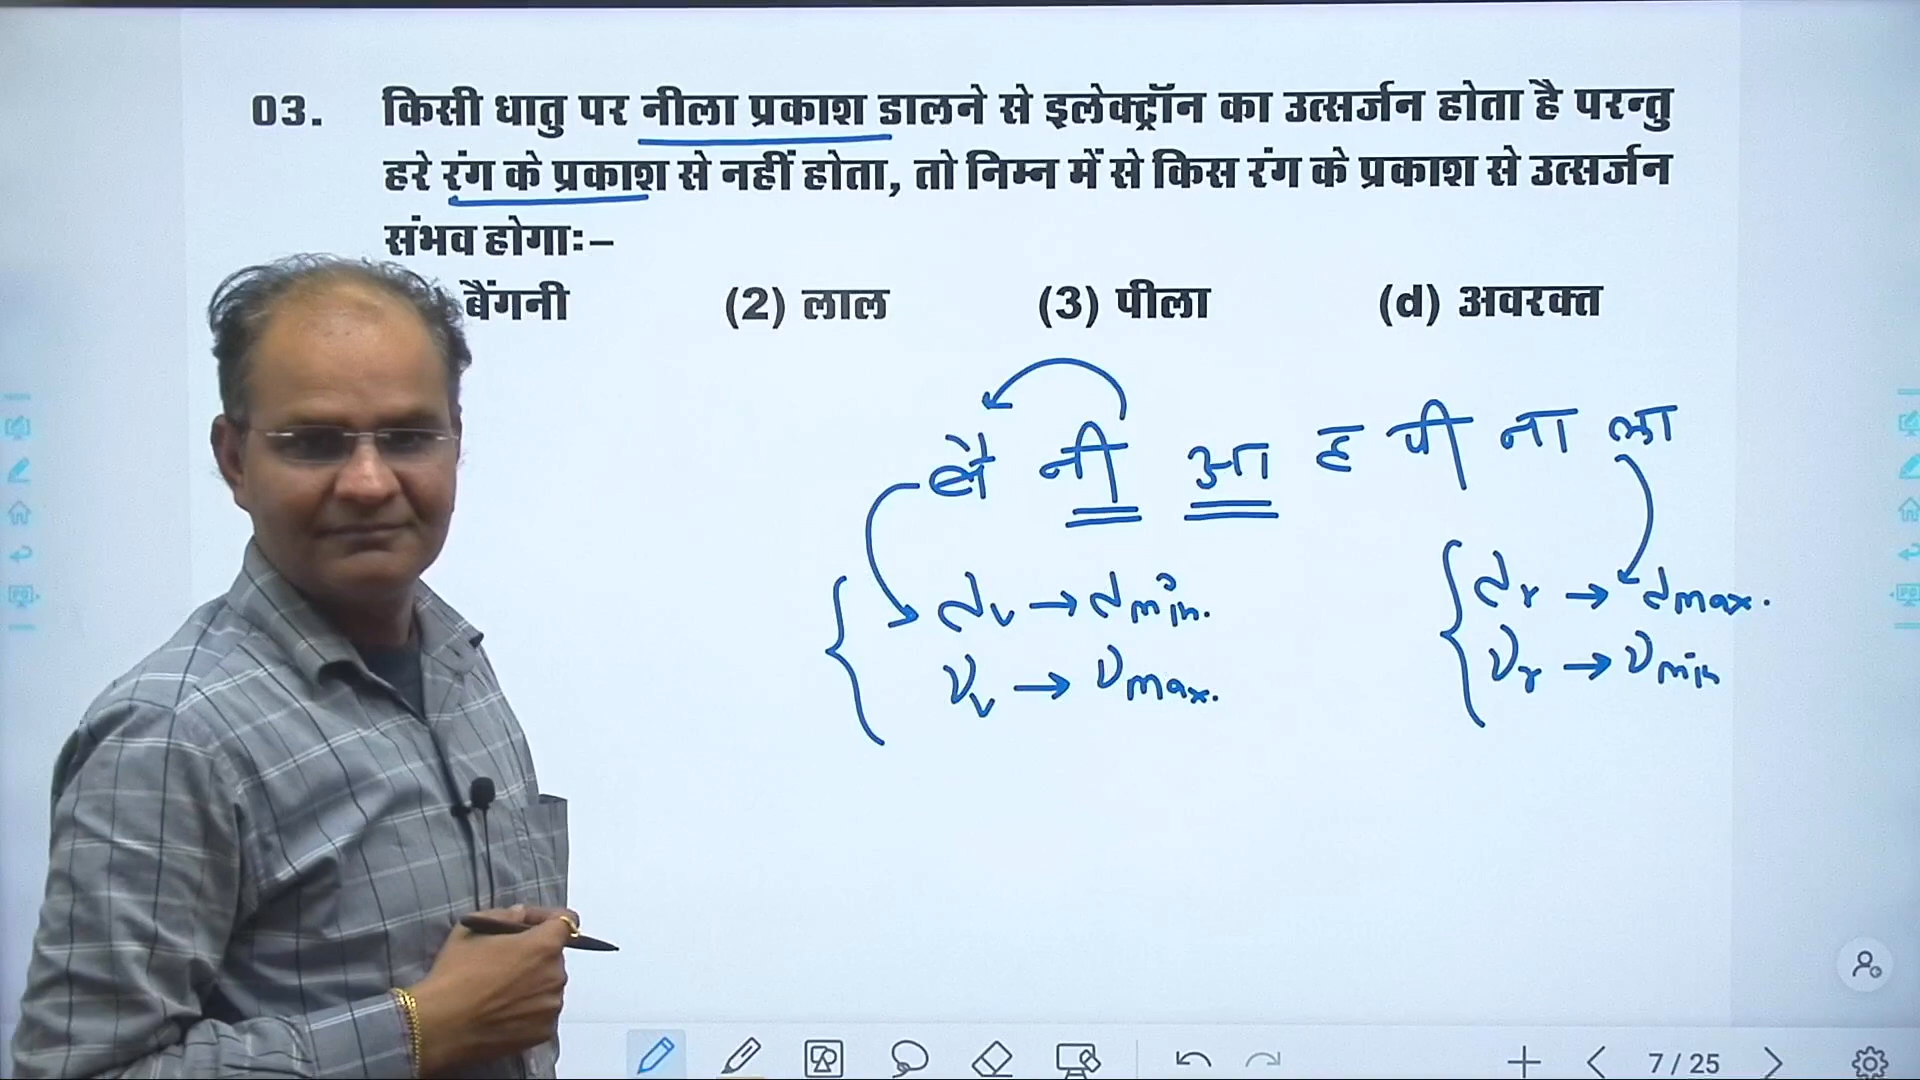 03. किसी धातु पर नीला प्रकाश डालने से इलेक्ट्रॉन का उत्सर्जन होता है परन्तु
हरे रंग के प्रकाश से नहीं होता, तो निम्न में से किस रंग के प्रकाश से उत्सर्जन
संभव होगाः–
बैंगनी (2) लाल (3) पीला (d) अवरक्त
बै नी आ ह पी ना ला
λv → λmin. λr → λmax.
νv → νmax. νr → νmin
7 / 25